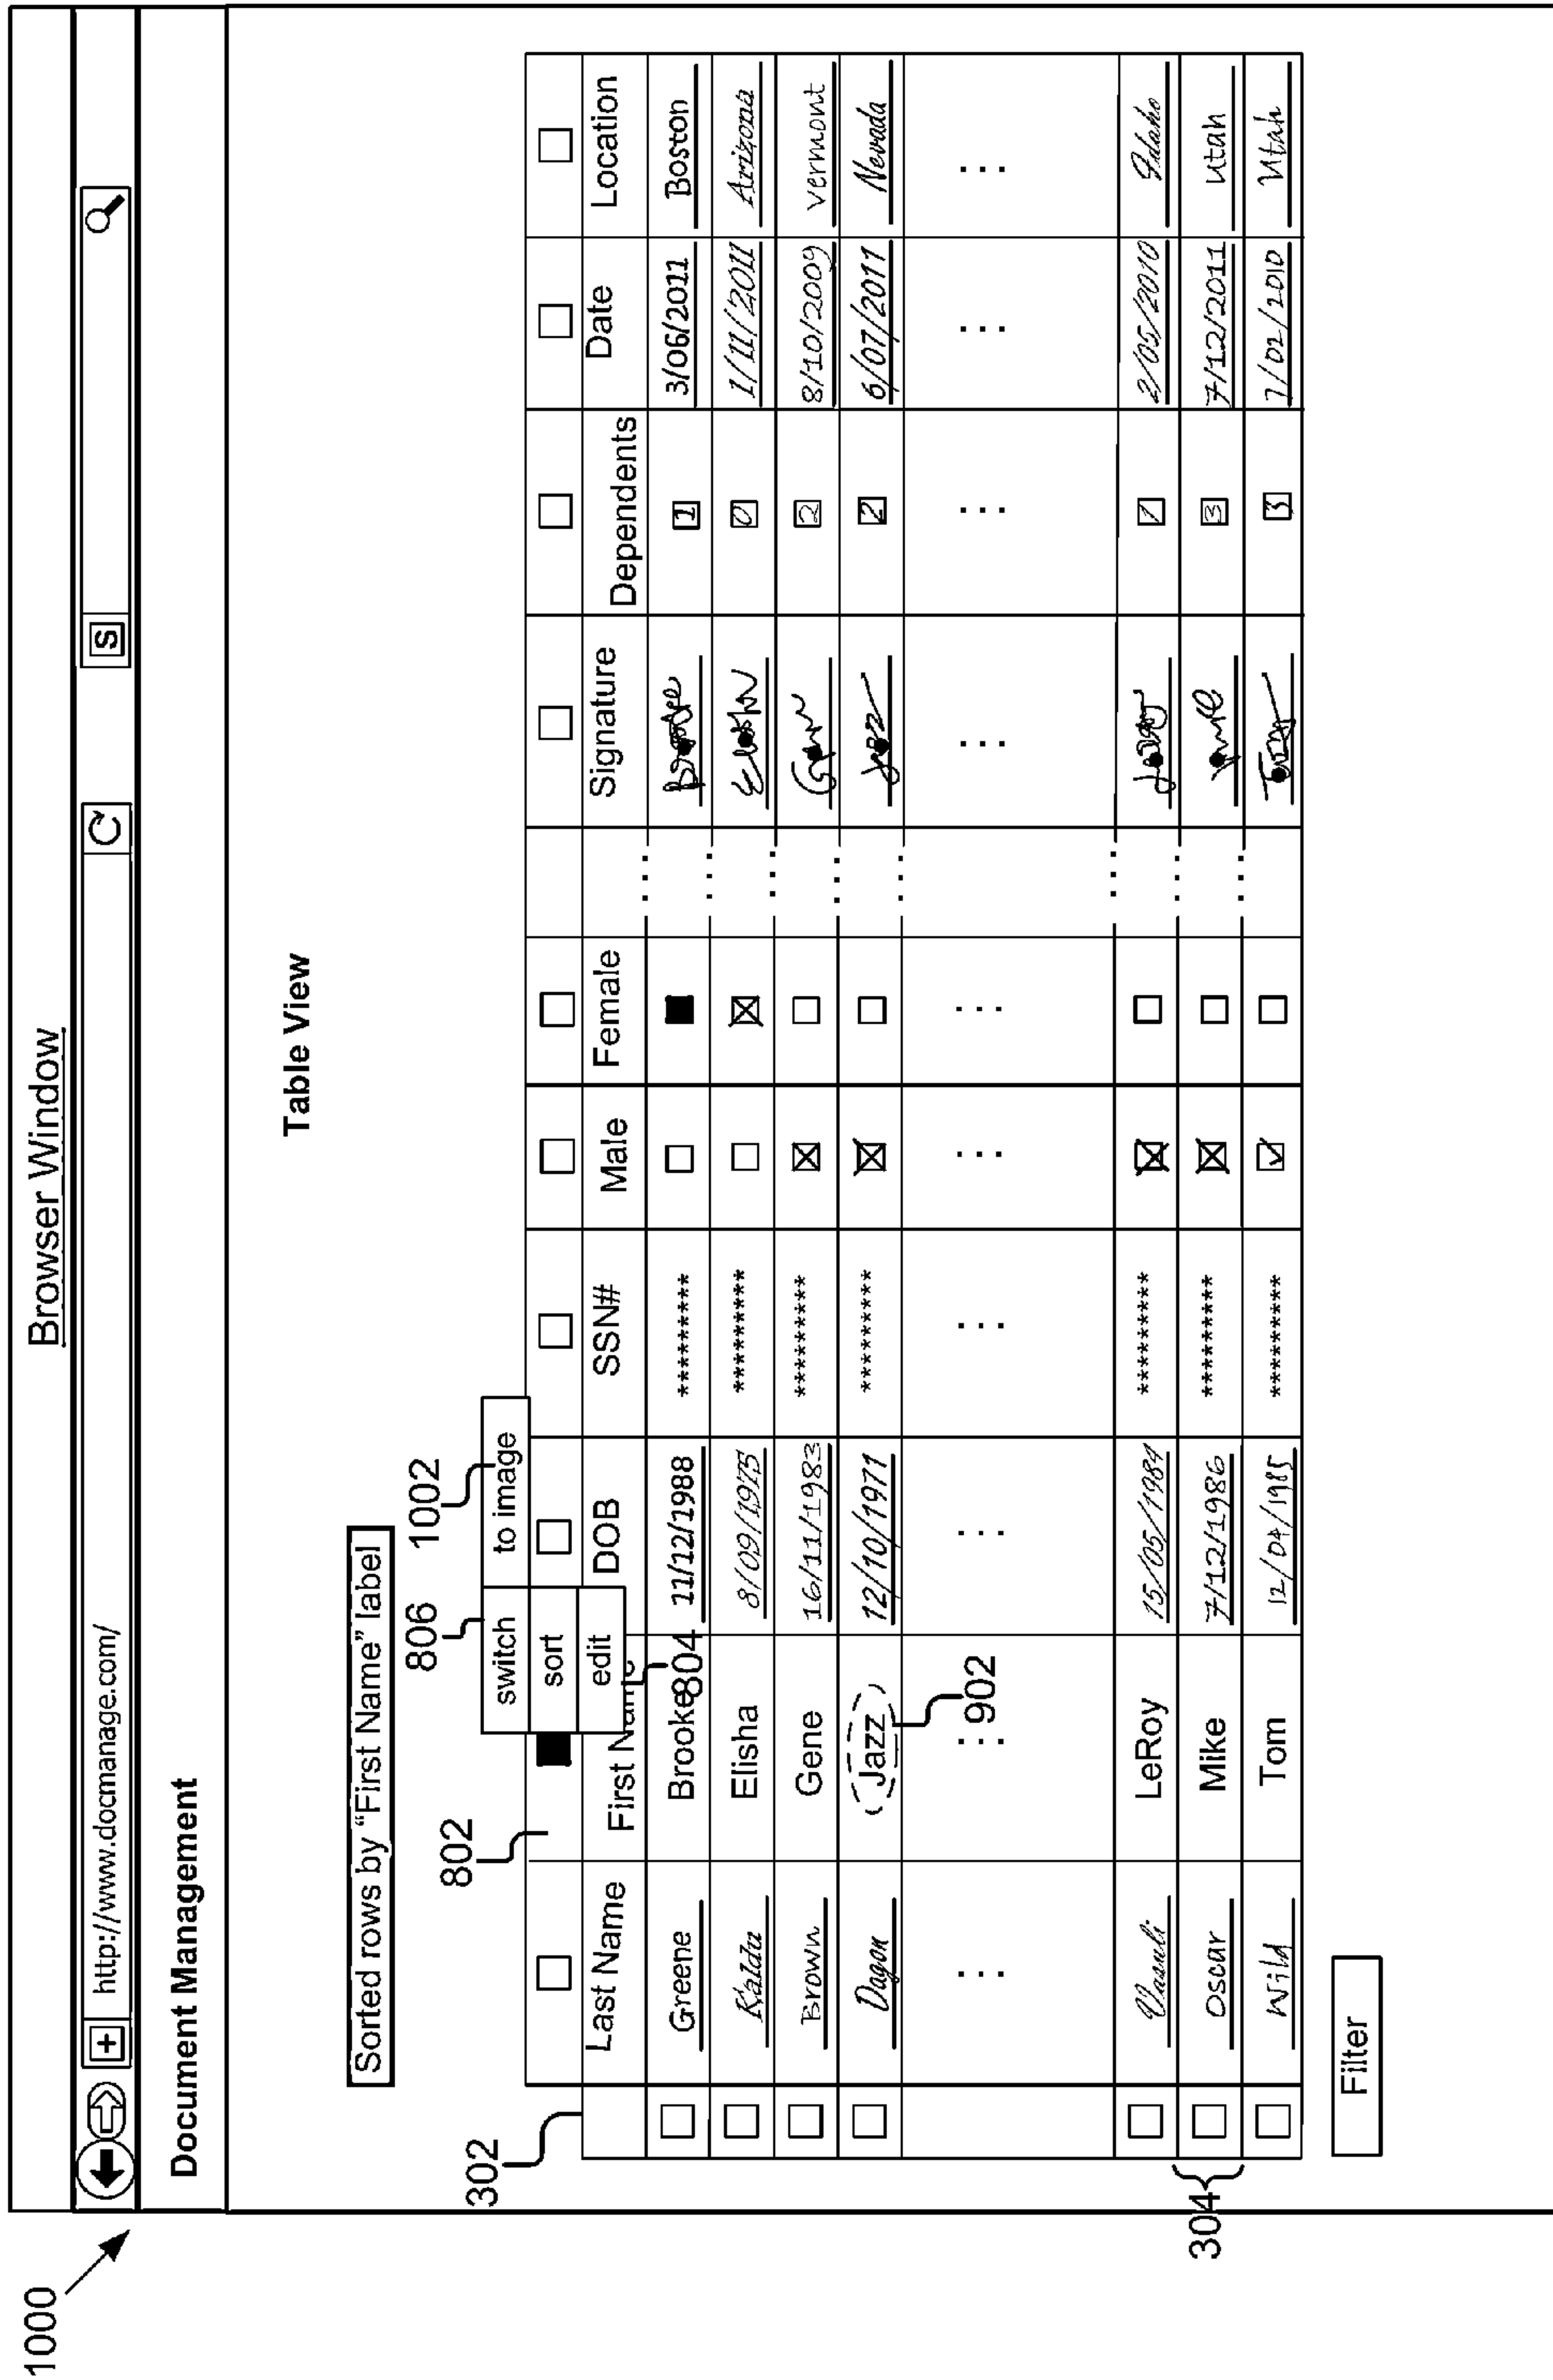 1000
Browser Window
http://www.docmanage.com/
S
Document Management
Table View
Sorted rows by “First Name” label
802 806 1002
switch to image
sort
edit
302
Last Name First Name DOB SSN# Male Female Signature Dependents Date Location
804
Greene Brooke 11/12/1988 ********* 1 3/06/2011 Boston
Kaldu Elisha 8/09/1975 ********* 0 1/11/2011 Arizona
Brown Gene 16/11/1983 ********* 2 8/10/2009 vermont
Dagon Jazz 12/10/1971 ********* 2 6/07/2011 Nevada
902
... ... ... ... ... ... ... ... ... ...
LeRoy 15/05/1984 ********* 1 2/05/2010 Idaho
304
Oscar Mike 7/12/1986 ********* 3 7/12/2011 utah
Wild Tom 12/04/1985 ********* 3 7/02/2010 Utah
Filter